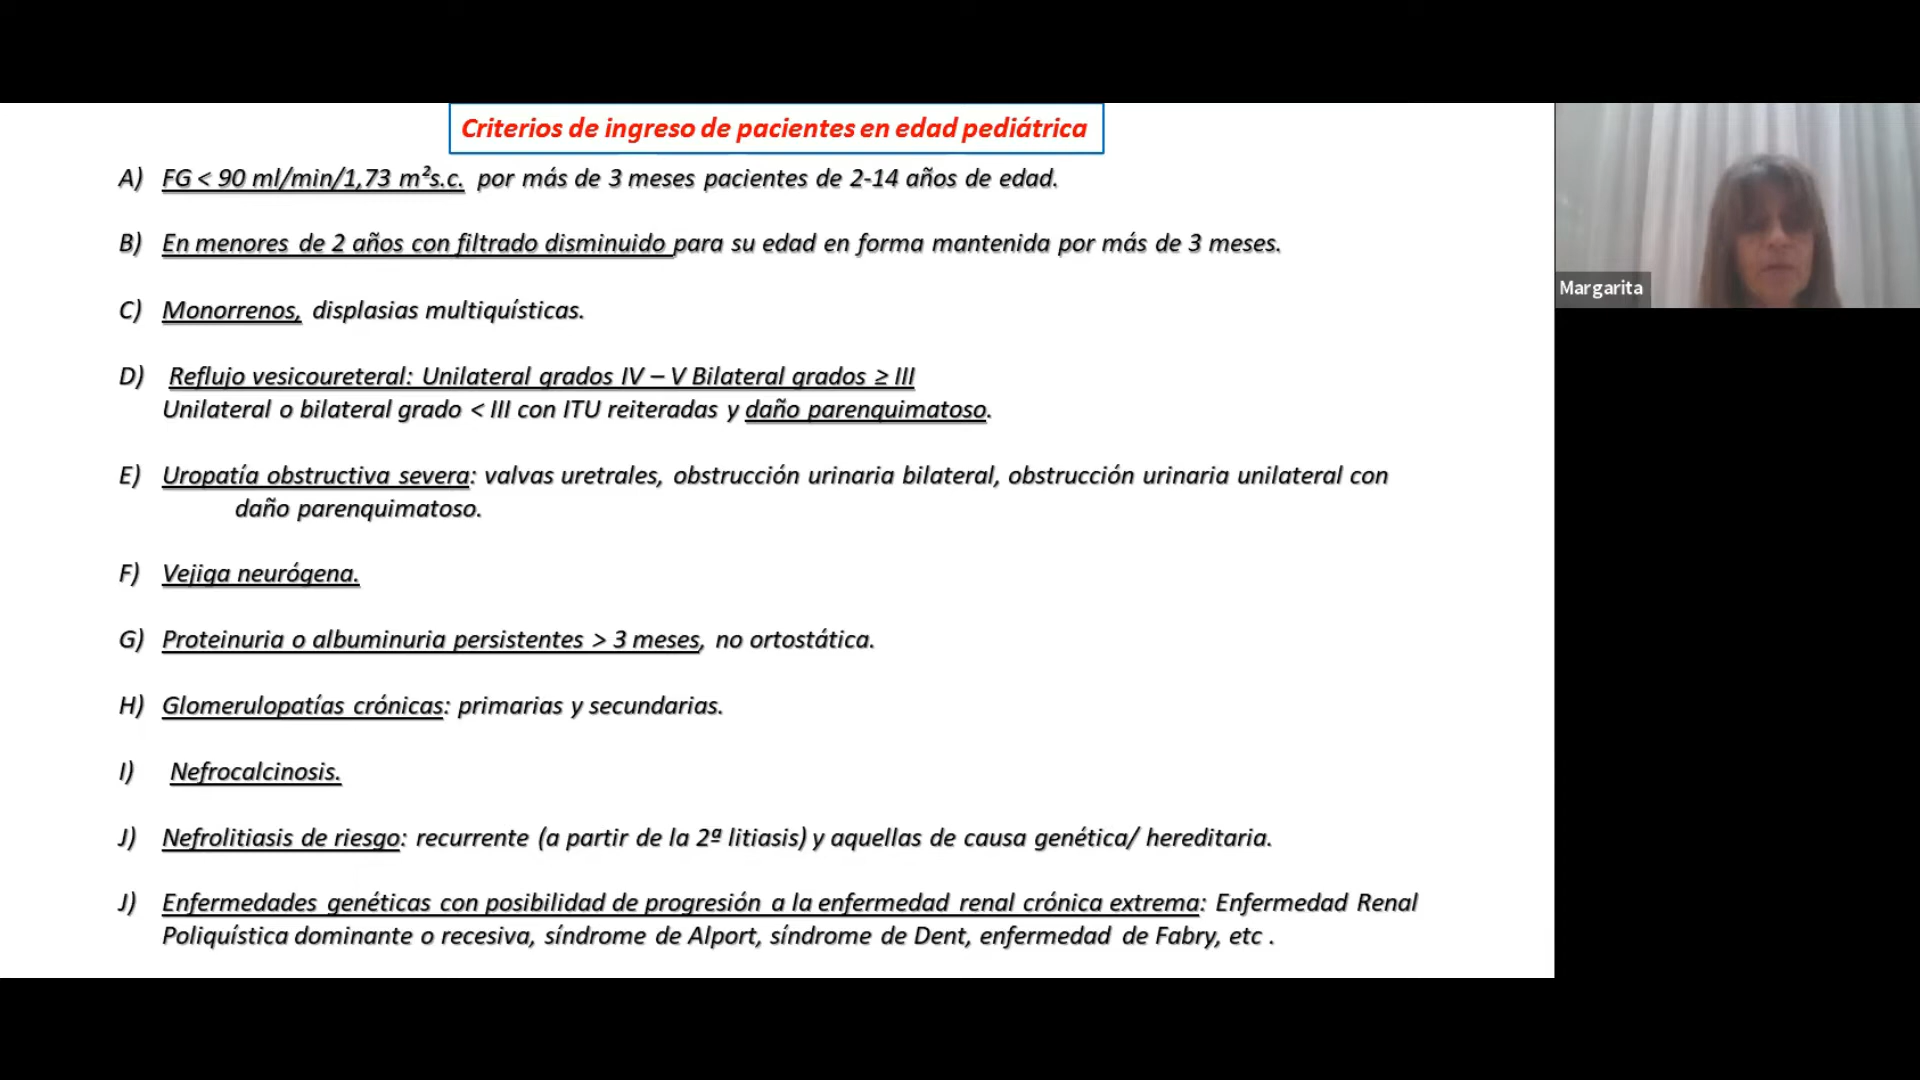 Criterios de ingreso de pacientes en edad pediátrica
A) FG < 90 ml/min/1,73 m²s.c. por más de 3 meses pacientes de 2-14 años de edad.
B) En menores de 2 años con filtrado disminuido para su edad en forma mantenida por más de 3 meses.
C) Monorrenos, displasias multiquísticas.
D) Reflujo vesicoureteral: Unilateral grados IV – V Bilateral grados ≥ III
Unilateral o bilateral grado < III con ITU reiteradas y daño parenquimatoso.
E) Uropatía obstructiva severa: valvas uretrales, obstrucción urinaria bilateral, obstrucción urinaria unilateral con
daño parenquimatoso.
F) Vejiga neurógena.
G) Proteinuria o albuminuria persistentes > 3 meses, no ortostática.
H) Glomerulopatías crónicas: primarias y secundarias.
I) Nefrocalcinosis.
J) Nefrolitiasis de riesgo: recurrente (a partir de la 2ª litiasis) y aquellas de causa genética/ hereditaria.
J) Enfermedades genéticas con posibilidad de progresión a la enfermedad renal crónica extrema: Enfermedad Renal
Poliquística dominante o recesiva, síndrome de Alport, síndrome de Dent, enfermedad de Fabry, etc .
Margarita